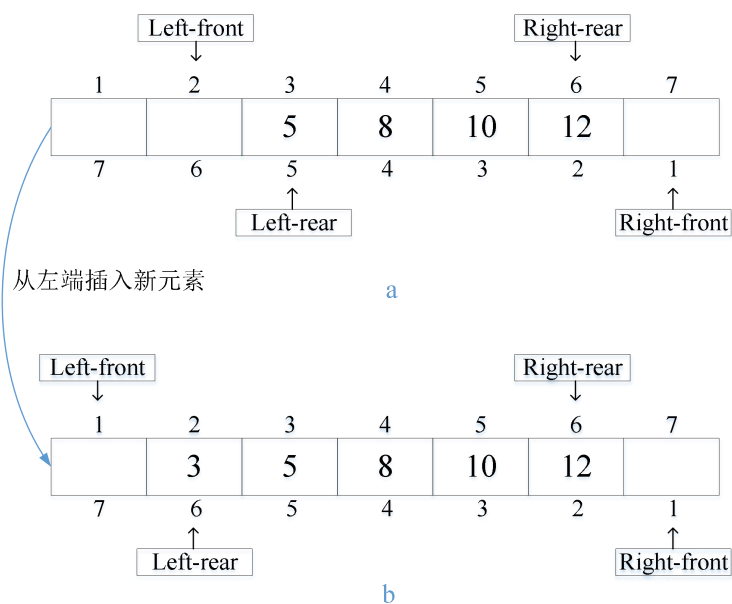 Left-front Right-rear
1 2 3 4 5 6 7
5 8 10 12
7 6 5 4 3 2 1
Left-rear Right-front
从左端插入新元素
a
Left-front Right-rear
1 2 3 4 5 6 7
3 5 8 10 12
7 6 5 4 3 2 1
Left-rear Right-front
b